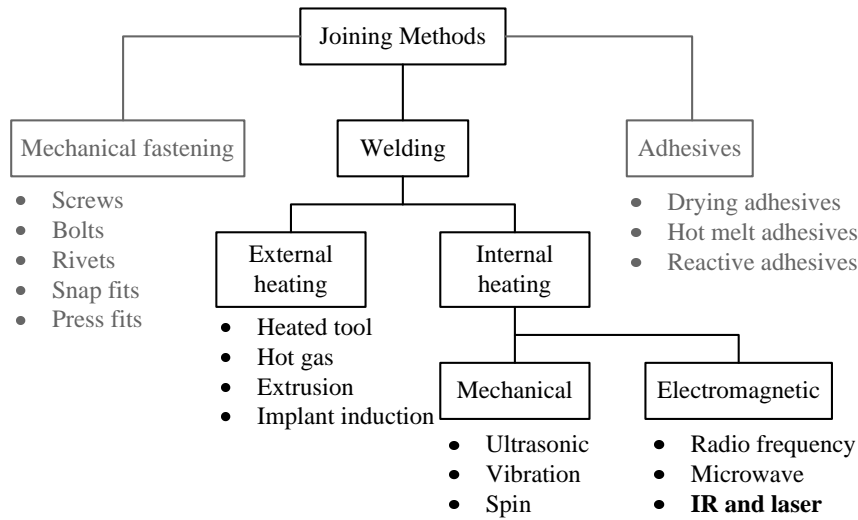 Joining Methods
Mechanical fastening
• Screws
• Bolts
• Rivets
• Snap fits
• Press fits
Welding
External
heating
• Heated tool
• Hot gas
• Extrusion
• Implant induction
Internal
heating
Mechanical
• Ultrasonic
• Vibration
• Spin
Electromagnetic
• Radio frequency
• Microwave
• IR and laser
Adhesives
• Drying adhesives
• Hot melt adhesives
• Reactive adhesives